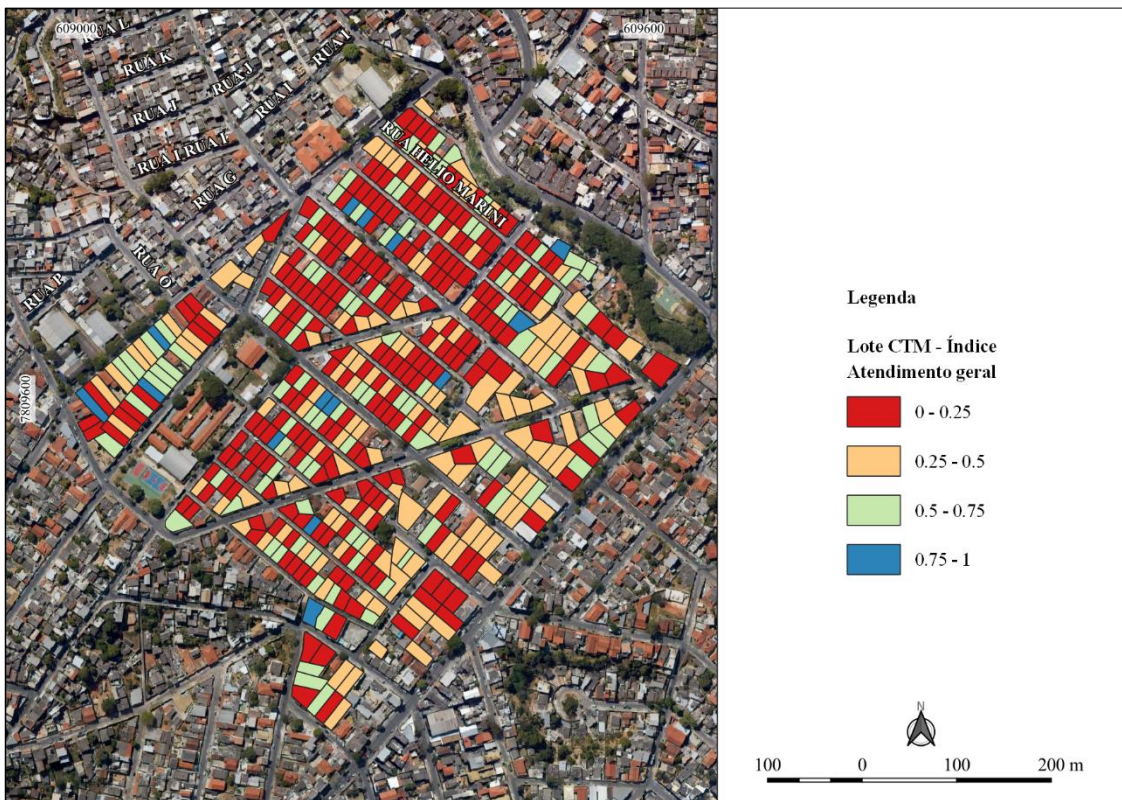 609000
609600
7809600
RUA L
RUA K
RUA J
RUA J
RUA I
RUA I
RUA I RUA I
RUA G
RUA O
RUA P
RUA HELIO MARINI
Legenda
Lote CTM - Índice
Atendimento geral
0 - 0.25
0.25 - 0.5
0.5 - 0.75
0.75 - 1
N
100 0 100 200 m